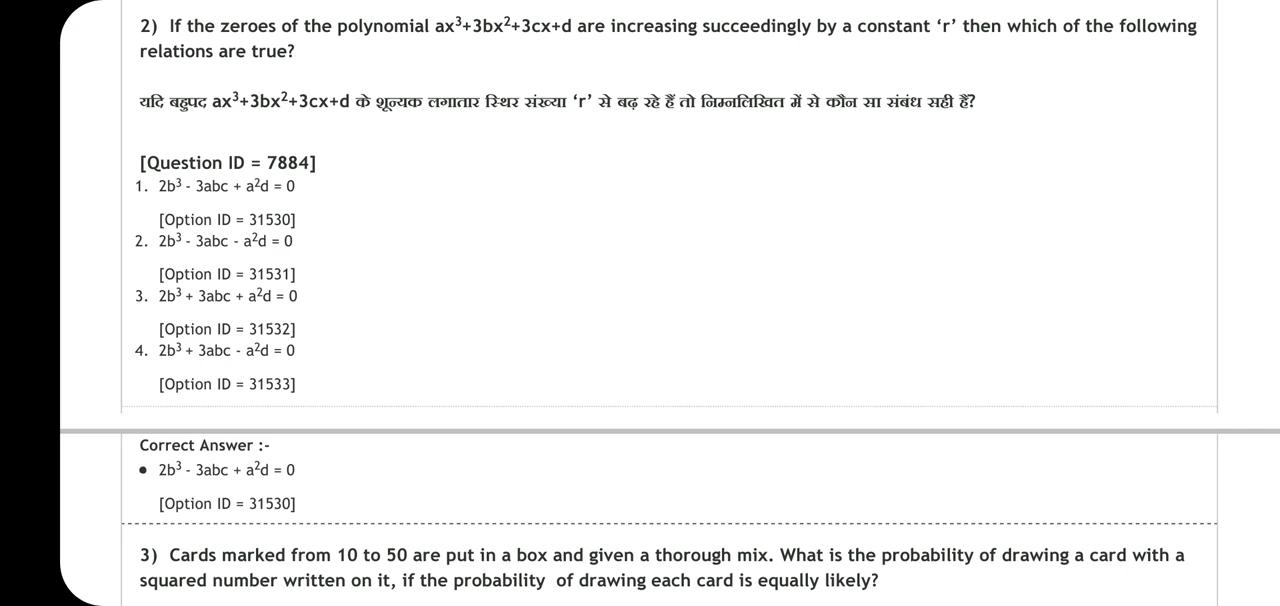 2) If the zeroes of the polynomial ax³+3bx²+3cx+d are increasing succeedingly by a constant ‘r’ then which of the following
relations are true?
यदि बहुपद ax³+3bx²+3cx+d के शून्यक लगातार स्थिर संख्या ‘r’ से बढ़ रहे हैं तो निम्नलिखित में से कौन सा संबंध सही हैं?
[Question ID = 7884]
1. 2b³ - 3abc + a²d = 0
[Option ID = 31530]
2. 2b³ - 3abc - a²d = 0
[Option ID = 31531]
3. 2b³ + 3abc + a²d = 0
[Option ID = 31532]
4. 2b³ + 3abc - a²d = 0
[Option ID = 31533]
Correct Answer :-
• 2b³ - 3abc + a²d = 0
[Option ID = 31530]
3) Cards marked from 10 to 50 are put in a box and given a thorough mix. What is the probability of drawing a card with a
squared number written on it, if the probability of drawing each card is equally likely?